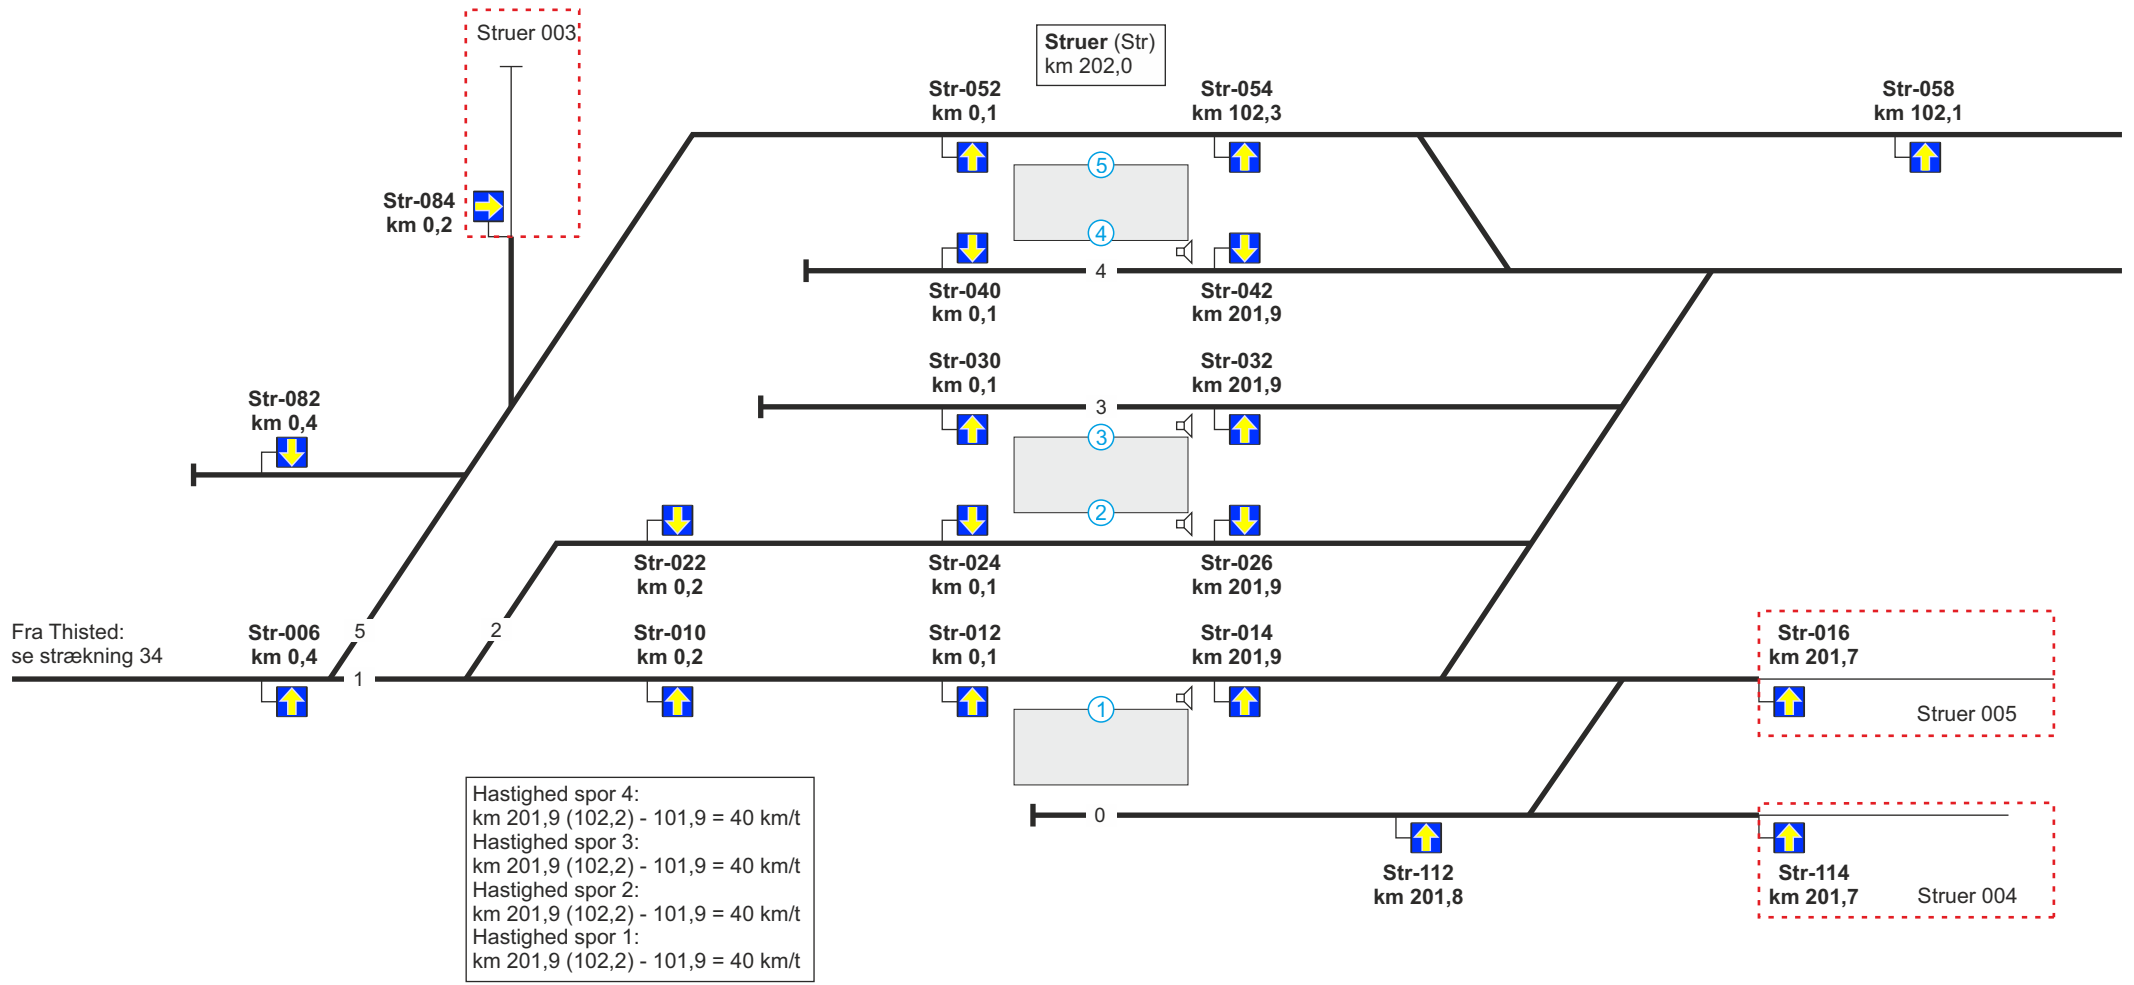 Struer 003
Struer (Str)
km 202,0
Str-052
km 0,1
Str-054
km 102,3
Str-058
km 102,1
5
Str-084
km 0,2
4
4
Str-040
km 0,1
Str-042
km 201,9
Str-030
km 0,1
Str-032
km 201,9
Str-082
km 0,4
3
3
2
Str-022
km 0,2
Str-024
km 0,1
Str-026
km 201,9
Fra Thisted:
se strækning 34
Str-006
km 0,4
5
2
Str-010
km 0,2
Str-012
km 0,1
Str-014
km 201,9
Str-016
km 201,7
1
1
Struer 005
Hastighed spor 4:
km 201,9 (102,2) - 101,9 = 40 km/t
Hastighed spor 3:
km 201,9 (102,2) - 101,9 = 40 km/t
Hastighed spor 2:
km 201,9 (102,2) - 101,9 = 40 km/t
Hastighed spor 1:
km 201,9 (102,2) - 101,9 = 40 km/t
0
Str-112
km 201,8
Str-114
km 201,7
Struer 004